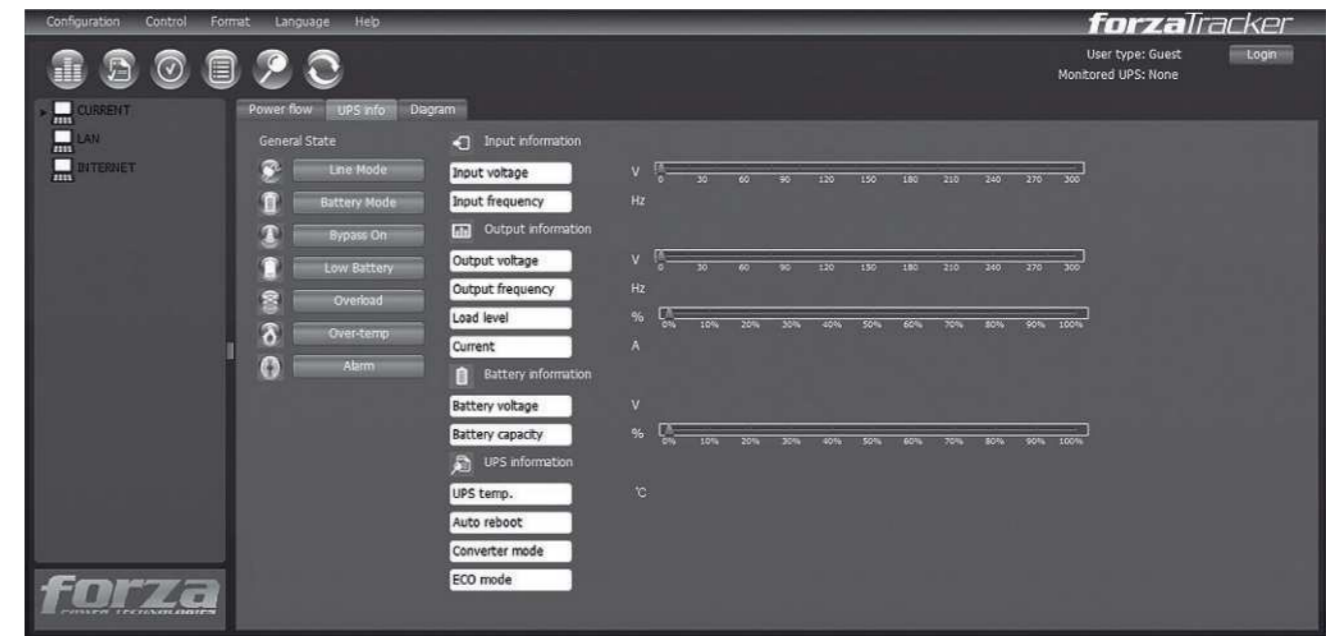 Configuration Control Format Language Help
forzaTracker
User type: Guest Login
Monitored UPS: None
CURRENT
LAN
INTERNET
Power flow UPS info Diagram
General State
Line Mode
Battery Mode
Bypass On
Low Battery
Overload
Over-temp
Alarm
Input information
Input voltage V
0 30 60 90 120 150 180 210 240 270 300
Input frequency Hz
Output information
Output voltage V
0 30 60 90 120 150 180 210 240 270 300
Output frequency Hz
Load level %
0% 10% 20% 30% 40% 50% 60% 70% 80% 90% 100%
Current A
Battery information
Battery voltage V
Battery capacity %
0% 10% 20% 30% 40% 50% 60% 70% 80% 90% 100%
UPS information
UPS temp. °C
Auto reboot
Converter mode
ECO mode
forza
POWER TECHNOLOGIES